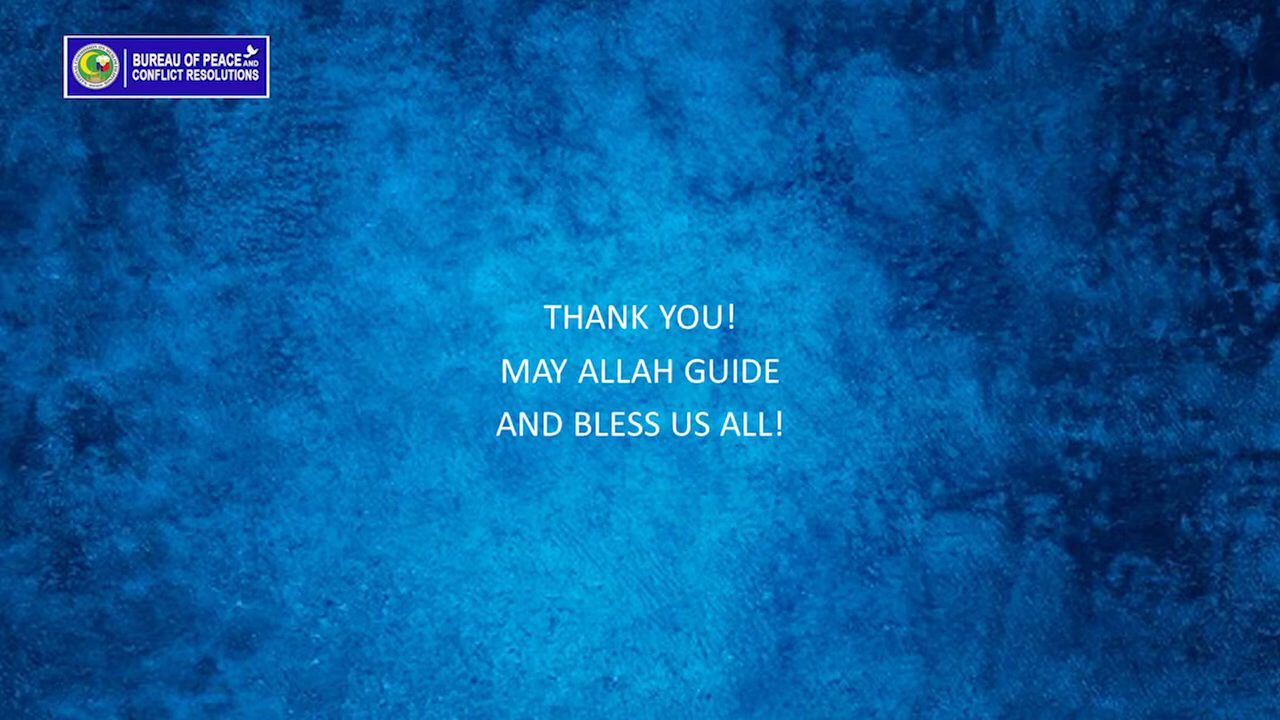 BUREAU OF PEACE AND
CONFLICT RESOLUTIONS
THANK YOU!
MAY ALLAH GUIDE
AND BLESS US ALL!